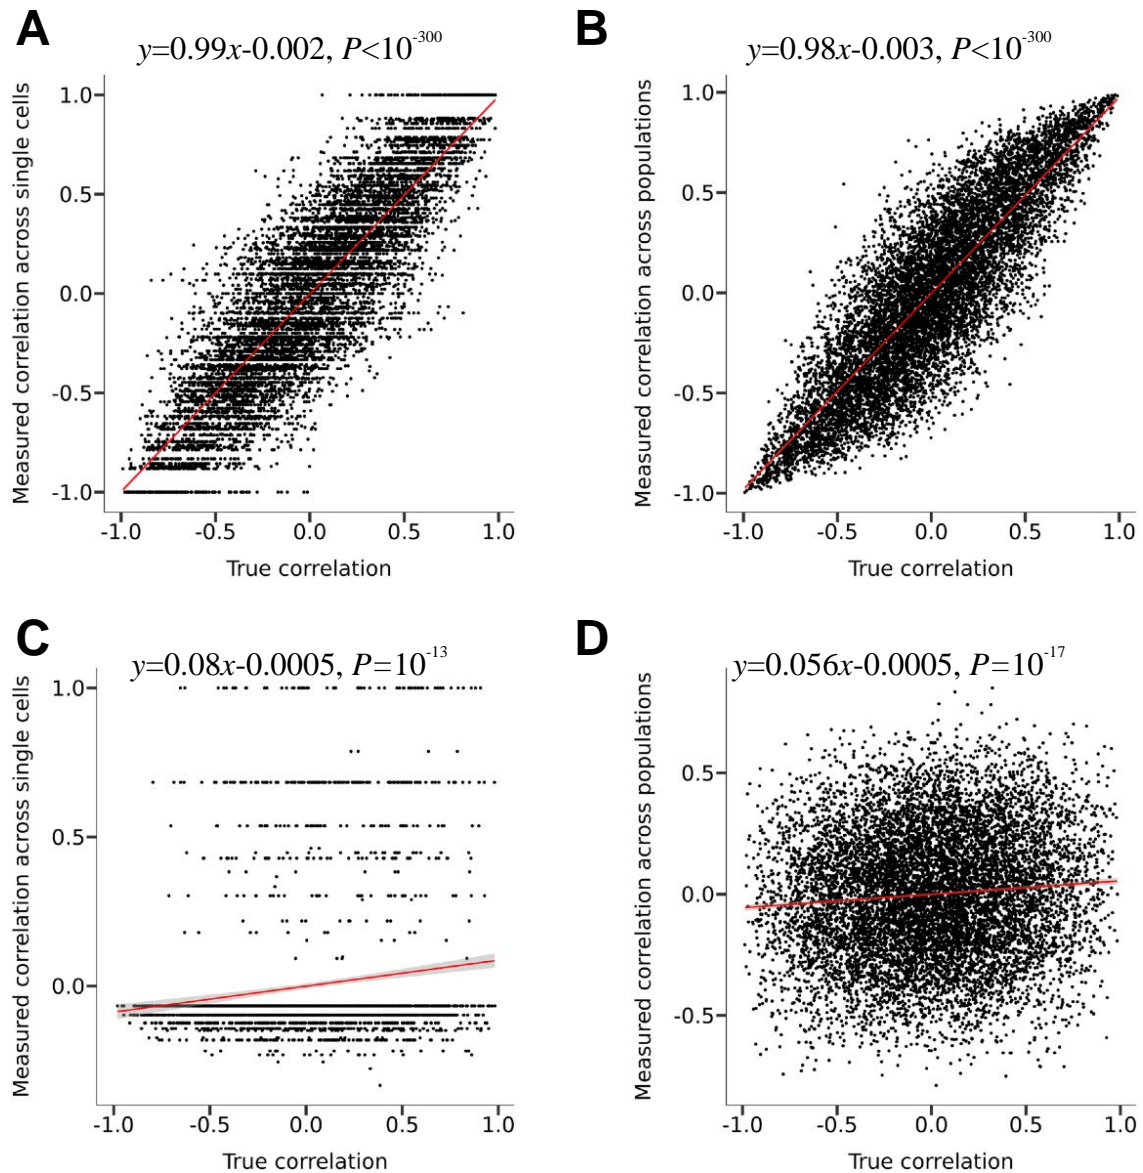 A
y=0.99x-0.002, P<10^-300
Measured correlation across single cells
1.0
0.5
0.0
-0.5
-1.0
-1.0 -0.5 0.0 0.5 1.0
True correlation
B
y=0.98x-0.003, P<10^-300
Measured correlation across populations
1.0
0.5
0.0
-0.5
-1.0
-1.0 -0.5 0.0 0.5 1.0
True correlation
C
y=0.08x-0.0005, P=10^-13
Measured correlation across single cells
1.0
0.5
0.0
-1.0 -0.5 0.0 0.5 1.0
True correlation
D
y=0.056x-0.0005, P=10^-17
Measured correlation across populations
0.5
0.0
-0.5
-1.0 -0.5 0.0 0.5 1.0
True correlation